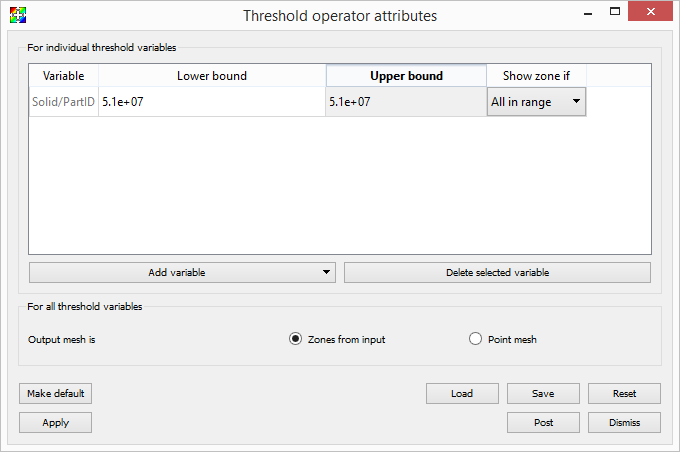 Threshold operator attributes
For individual threshold variables
Variable Lower bound Upper bound Show zone if
Solid/PartID 5.1e+07 5.1e+07 All in range
Add variable Delete selected variable
For all threshold variables
Output mesh is Zones from input Point mesh
Make default Load Save Reset
Apply Post Dismiss